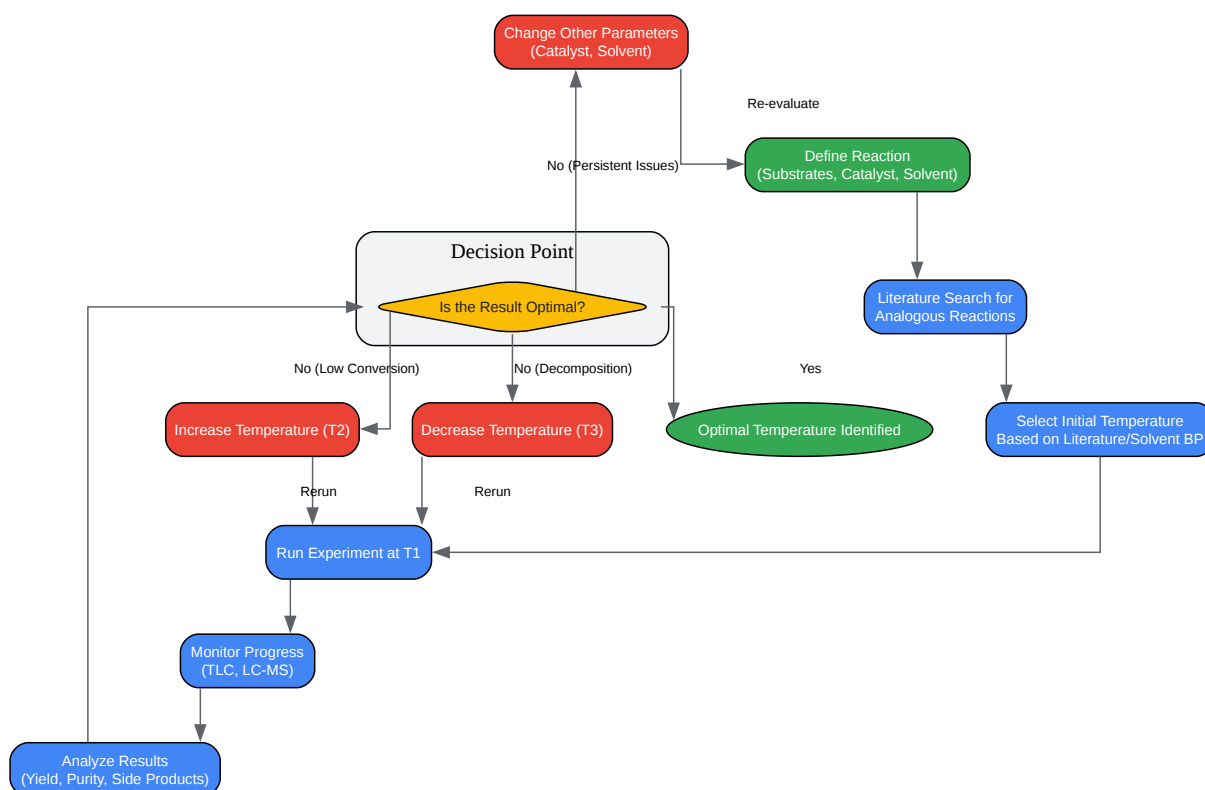 Change Other Parameters
(Catalyst, Solvent)
Re-evaluate
Define Reaction
(Substrates, Catalyst, Solvent)
No (Persistent Issues)
Decision Point
Is the Result Optimal?
Literature Search for
Analogous Reactions
No (Low Conversion)
No (Decomposition)
Yes
Increase Temperature (T2)
Decrease Temperature (T3)
Optimal Temperature Identified
Select Initial Temperature
Based on Literature/Solvent BP
Rerun
Rerun
Run Experiment at T1
Monitor Progress
(TLC, LC-MS)
Analyze Results
(Yield, Purity, Side Products)